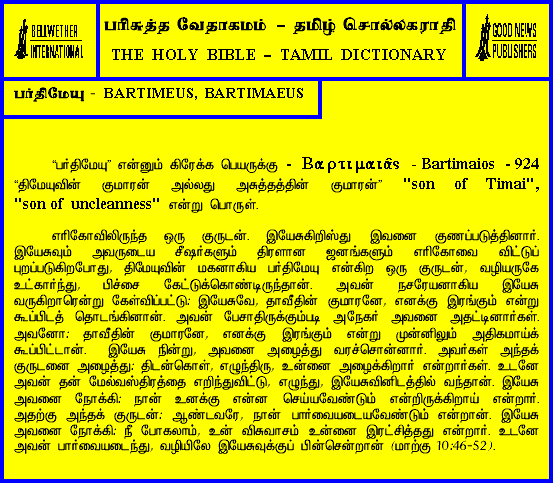 BELLWETHER
INTERNATIONAL
பரிசுத்த வேதாகமம் – தமிழ் சொல்லகராதி
THE HOLY BIBLE – TAMIL DICTIONARY
GOOD NEWS
PUBLISHERS
பர்திமேயு - BARTIMEUS, BARTIMAEUS
“பர்திமேயு” என்னும் கிரேக்க பெயருக்கு - Βαρτιμαιᾶς - Bartimaios - 924
“திமேயுவின் குமாரன் அல்லது அசுத்தத்தின் குமாரன்” "son of Timai",
"son of uncleanness" என்று பொருள்.
எரிகோவிலிருந்த ஒரு குருடன். இயேசுகிறிஸ்து இவனை குணப்படுத்தினார்.
இயேசுவும் அவருடைய சீஷர்களும் திரளான ஜனங்களும் எரிகோவை விட்டுப்
புறப்படுகிறபோது, திமேயுவின் மகனாகிய பர்திமேயு என்கிற ஒரு குருடன், வழியருகே
உட்கார்ந்து, பிச்சை கேட்டுக்கொண்டிருந்தான். அவன் நசரேயனாகிய இயேசு
வருகிறாரென்று கேள்விப்பட்டு: இயேசுவே, தாவீதின் குமாரனே, எனக்கு இரங்கும் என்று
கூப்பிடத் தொடங்கினான். அவன் பேசாதிருக்கும்படி அநேகர் அவனை அதட்டினார்கள்.
அவனோ: தாவீதின் குமாரனே, எனக்கு இரங்கும் என்று முன்னிலும் அதிகமாய்க்
கூப்பிட்டான். இயேசு நின்று, அவனை அழைத்து வரச்சொன்னார். அவர்கள் அந்தக்
குருடனை அழைத்து: திடன்கொள், எழுந்திரு, உன்னை அழைக்கிறார் என்றார்கள். உடனே
அவன் தன் மேல்வஸ்திரத்தை எறிந்துவிட்டு, எழுந்து, இயேசுவினிடத்தில் வந்தான். இயேசு
அவனை நோக்கி: நான் உனக்கு என்ன செய்யவேண்டும் என்றிருக்கிறாய் என்றார்.
அதற்கு அந்தக் குருடன்: ஆண்டவரே, நான் பார்வையடையவேண்டும் என்றான். இயேசு
அவனை நோக்கி: நீ போகலாம், உன் விசுவாசம் உன்னை இரட்சித்தது என்றார். உடனே
அவன் பார்வையடைந்து, வழியிலே இயேசுவுக்குப் பின்சென்றான் (மாற்கு 10:46-52).